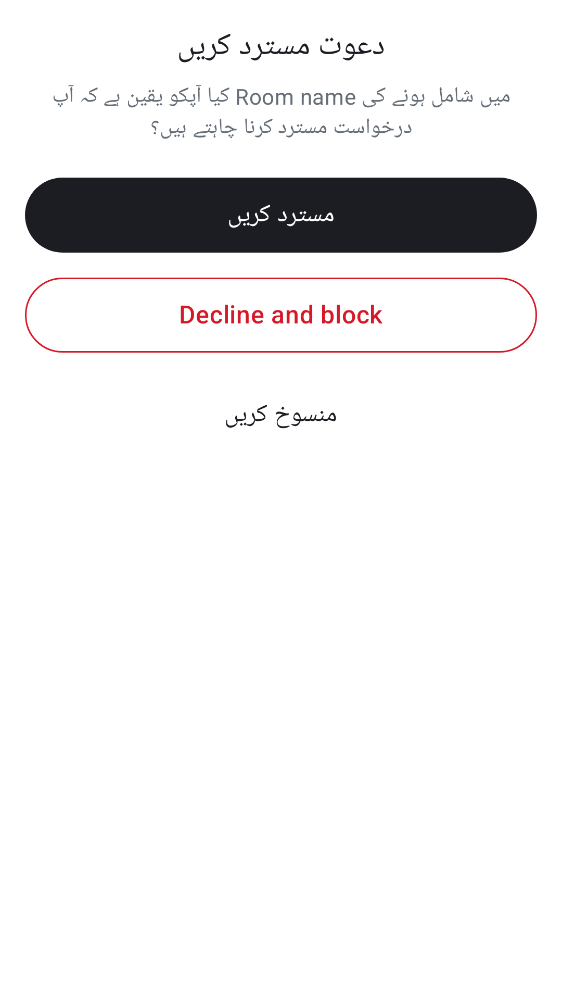 دعوت مسترد کریں
کیا آپکو یقین ہے کہ آپ Room name میں شامل ہونے کی
درخواست مسترد کرنا چاہتے ہیں؟
مسترد کریں
Decline and block
منسوخ کریں